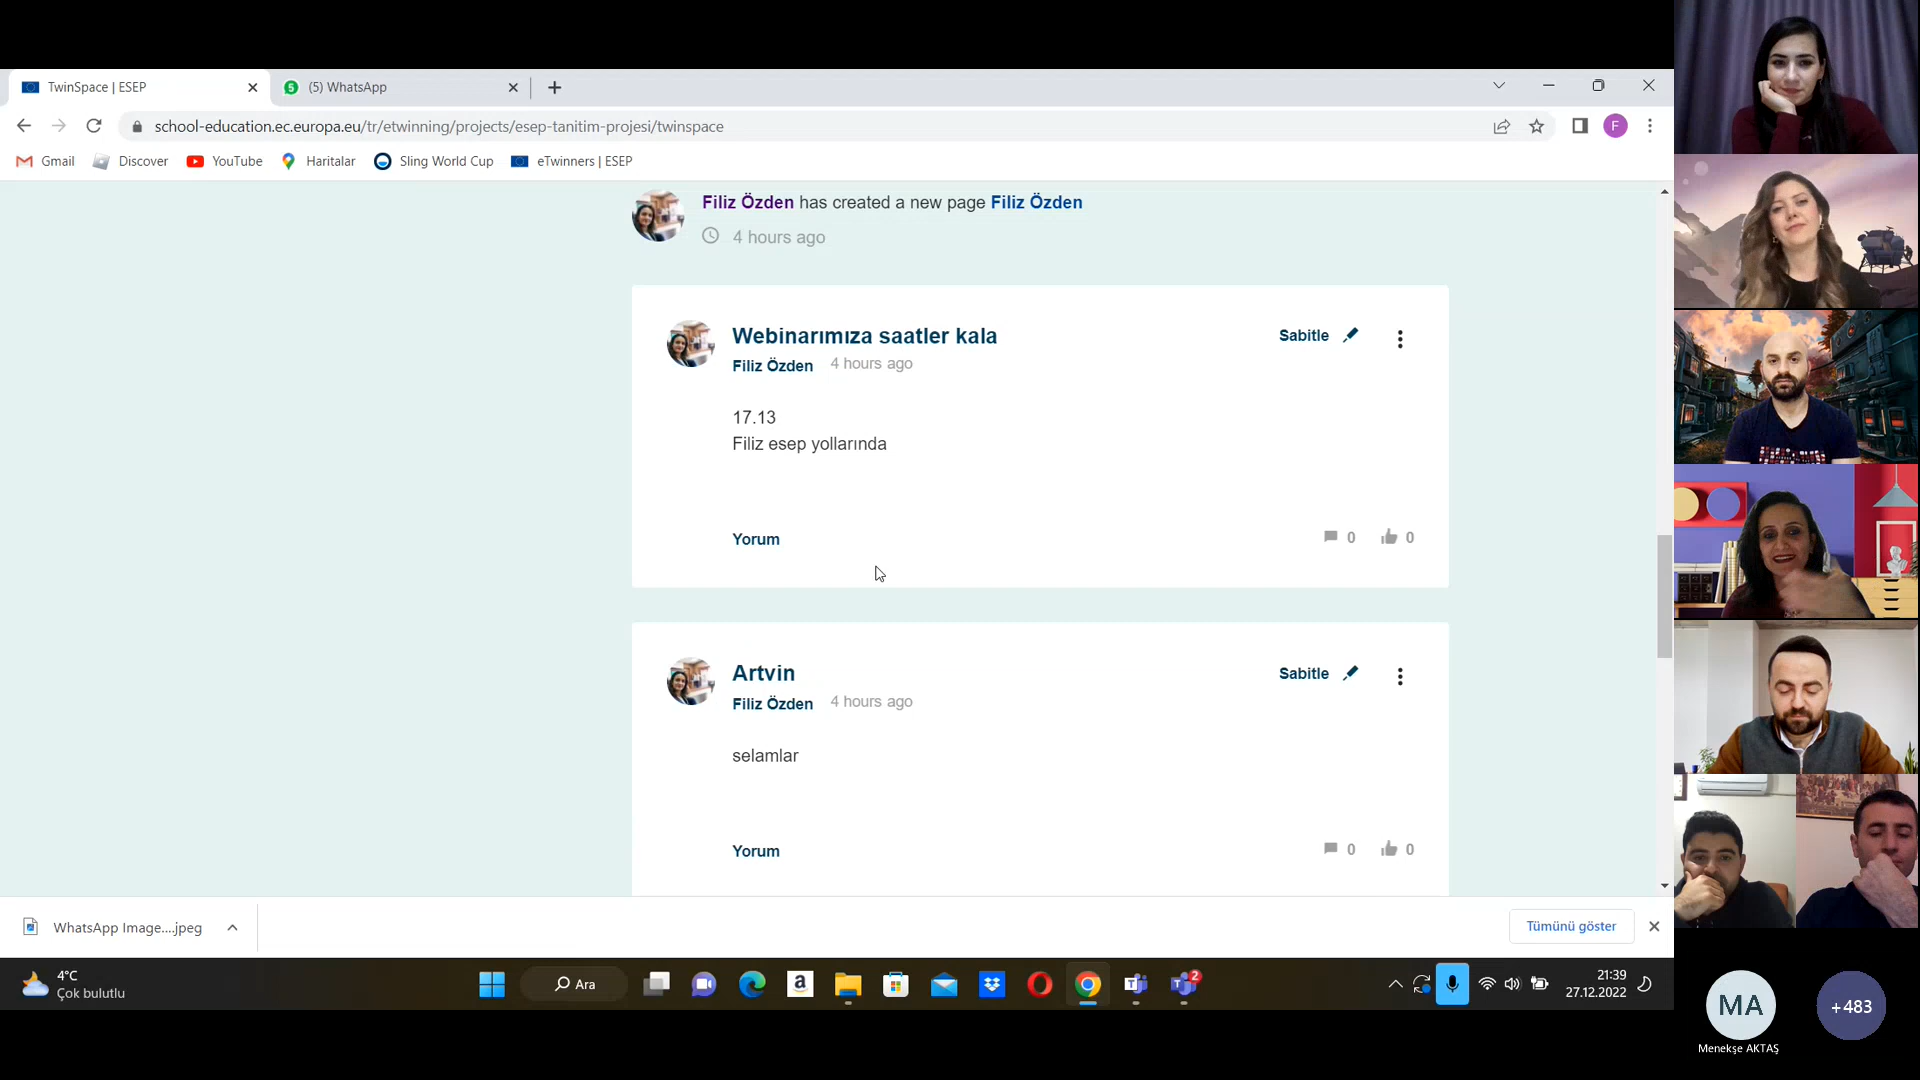 TwinSpace | ESEP
(5) WhatsApp
school-education.ec.europa.eu/tr/etwinning/projects/esep-tanitim-projesi/twinspace
F
Gmail
Discover
YouTube
Haritalar
Sling World Cup
eTwinners | ESEP
Filiz Özden has created a new page Filiz Özden
4 hours ago
Webinarımıza saatler kala
Sabitle
Filiz Özden 4 hours ago
17.13
Filiz esep yollarında
Yorum
0 0
Artvin
Sabitle
Filiz Özden 4 hours ago
selamlar
Yorum
0 0
WhatsApp Image....jpeg
Tümünü göster
4°C
Çok bulutlu
Ara
2
21:39
27.12.2022
MA
Menekşe AKTAŞ
+483